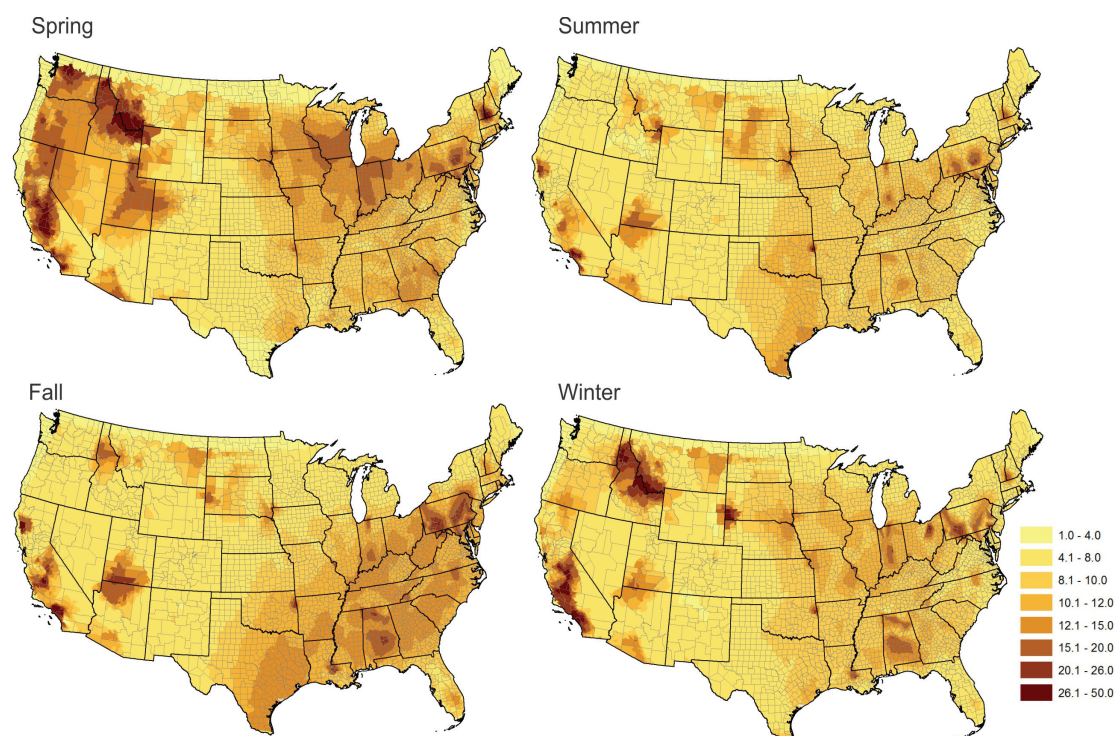 Spring
Summer
Fall
Winter
1.0 - 4.0
4.1 - 8.0
8.1 - 10.0
10.1 - 12.0
12.1 - 15.0
15.1 - 20.0
20.1 - 26.0
26.1 - 50.0